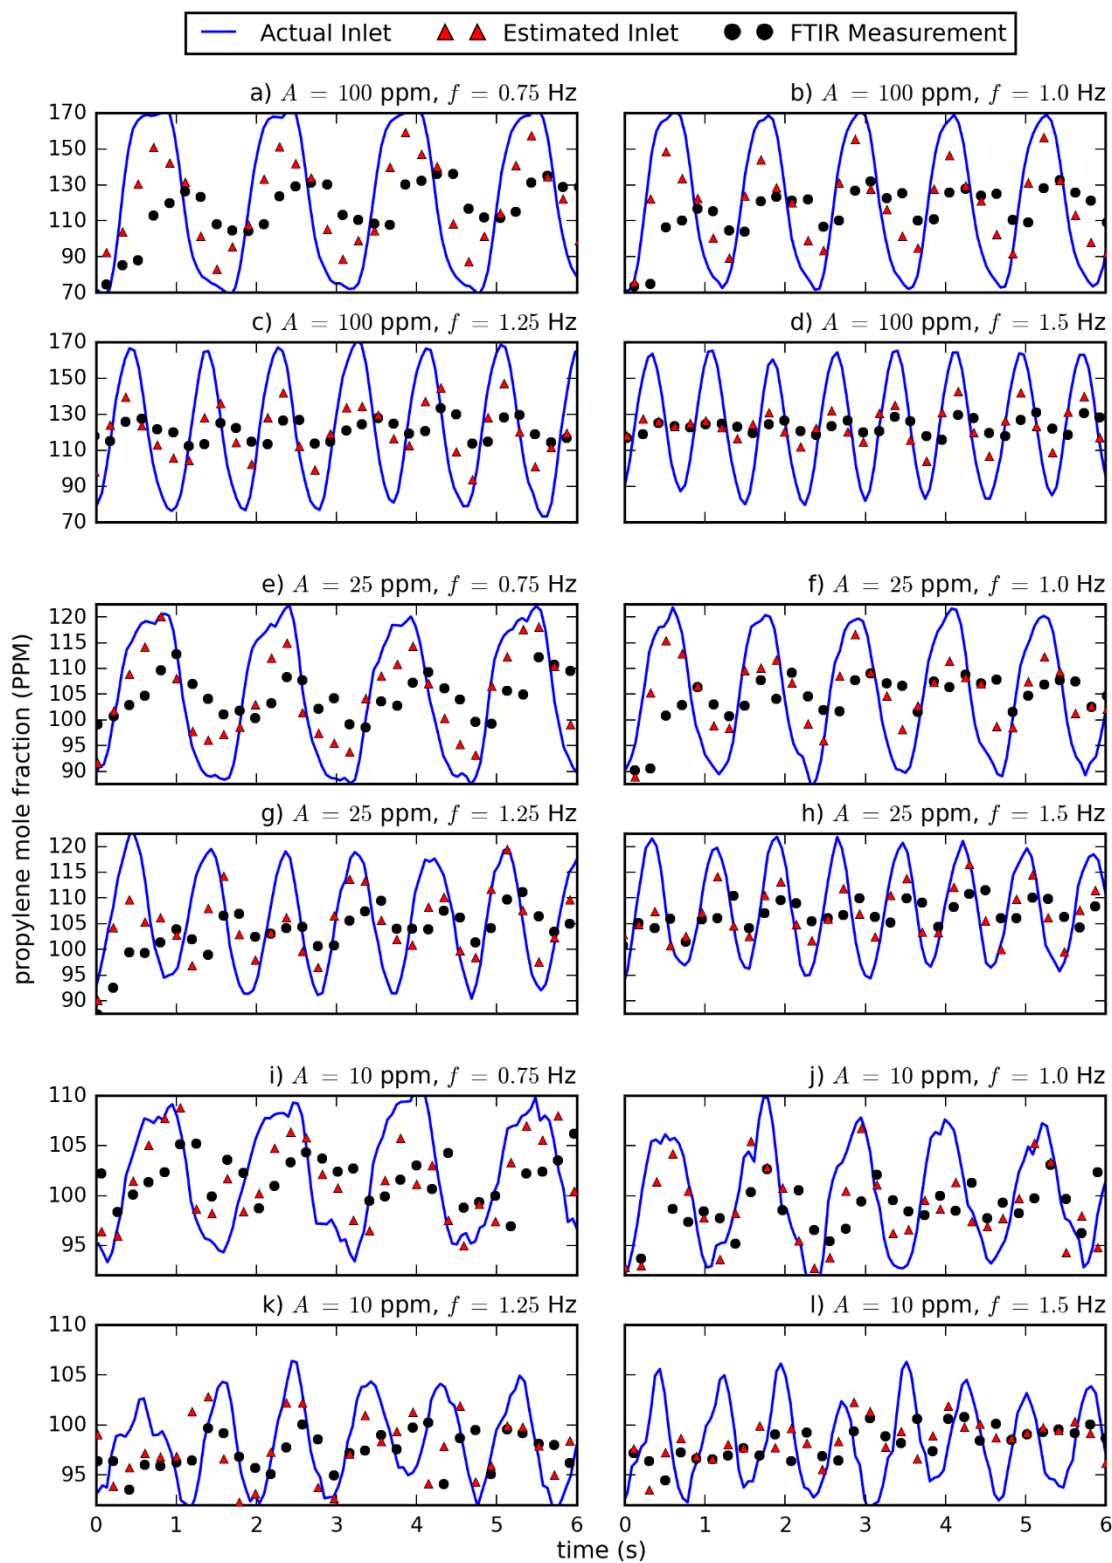 Actual Inlet Estimated Inlet FTIR Measurement
a) A = 100 ppm, f = 0.75 Hz
b) A = 100 ppm, f = 1.0 Hz
170
150
130
110
90
70
c) A = 100 ppm, f = 1.25 Hz
d) A = 100 ppm, f = 1.5 Hz
170
150
130
110
90
70
e) A = 25 ppm, f = 0.75 Hz
f) A = 25 ppm, f = 1.0 Hz
120
115
110
105
100
95
90
g) A = 25 ppm, f = 1.25 Hz
h) A = 25 ppm, f = 1.5 Hz
120
115
110
105
100
95
90
propylene mole fraction (PPM)
i) A = 10 ppm, f = 0.75 Hz
j) A = 10 ppm, f = 1.0 Hz
110
105
100
95
k) A = 10 ppm, f = 1.25 Hz
l) A = 10 ppm, f = 1.5 Hz
110
105
100
95
0 1 2 3 4 5 6
0 1 2 3 4 5 6
time (s)